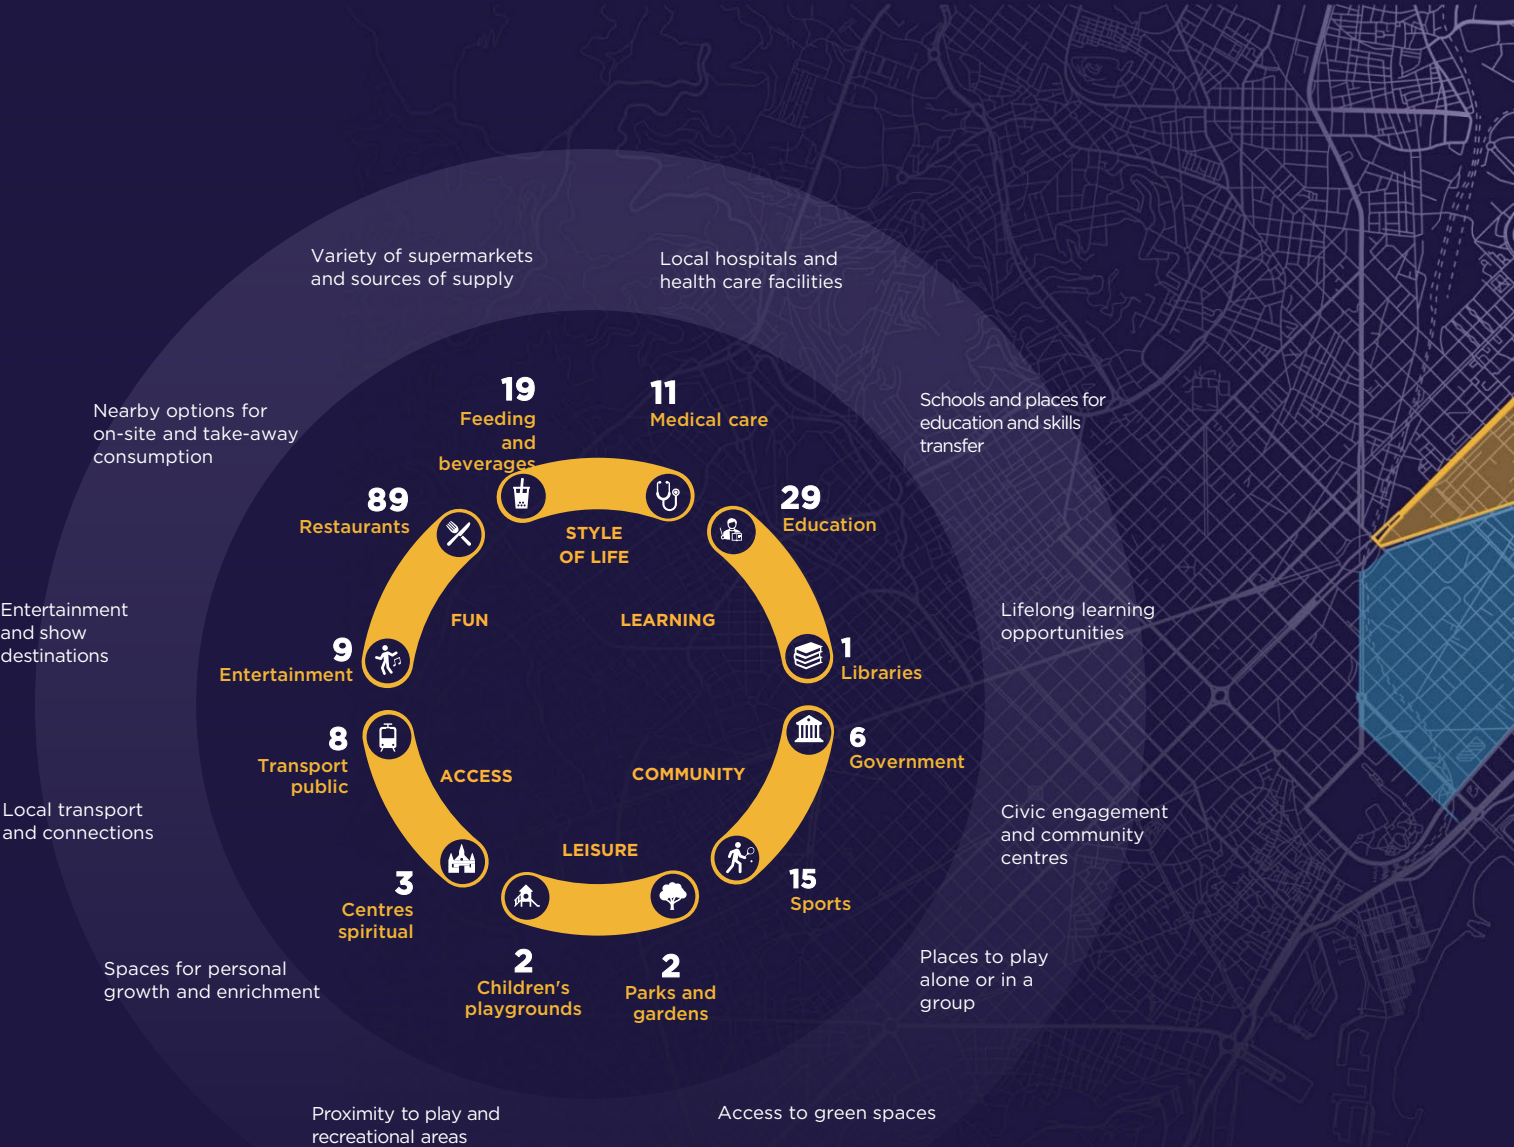 Variety of supermarkets
and sources of supply
Local hospitals and
health care facilities
Nearby options for
on-site and take-away
consumption
Schools and places for
education and skills
transfer
19
Feeding
and
beverages
11
Medical care
89
Restaurants
29
Education
STYLE
OF LIFE
FUN
LEARNING
Entertainment
and show
destinations
Lifelong learning
opportunities
9
Entertainment
1
Libraries
8
Transport
public
6
Government
ACCESS
COMMUNITY
Local transport
and connections
Civic engagement
and community
centres
LEISURE
3
Centres
spiritual
15
Sports
2
Children's
playgrounds
2
Parks and
gardens
Spaces for personal
growth and enrichment
Places to play
alone or in a
group
Proximity to play and
recreational areas
Access to green spaces